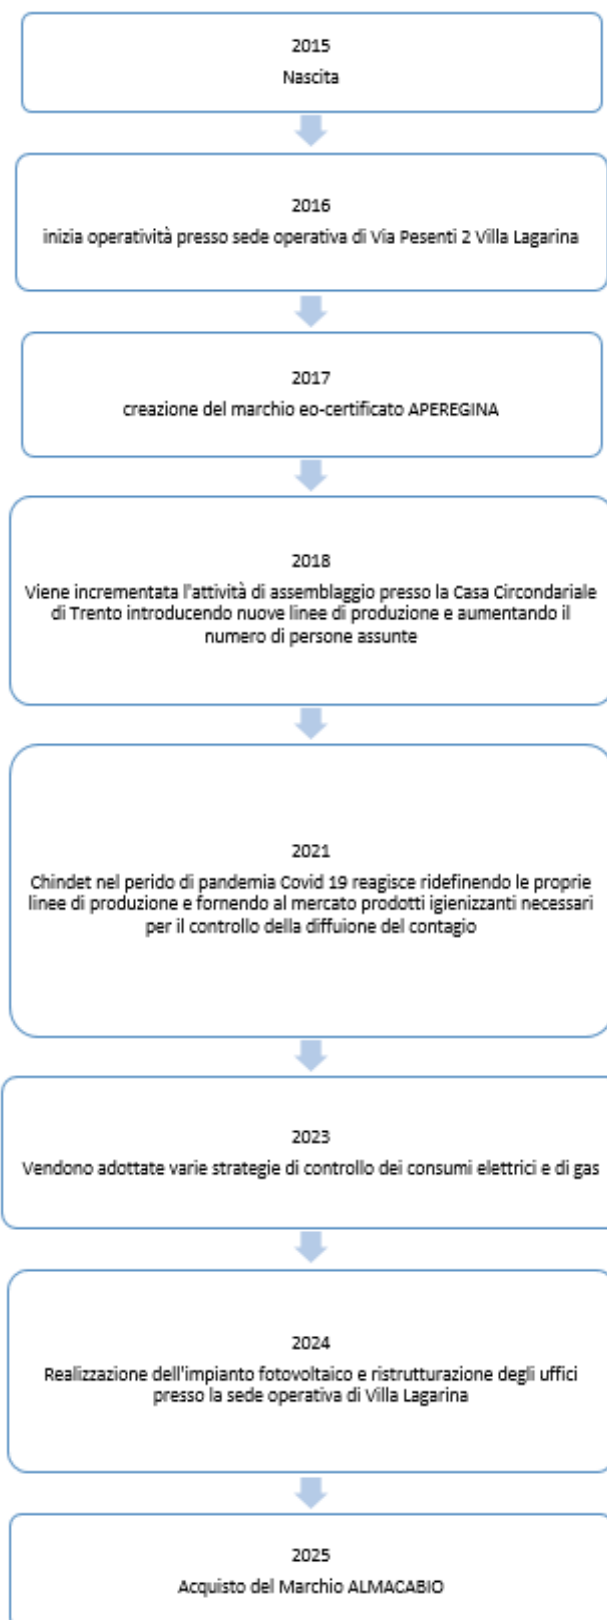 2015
Nascita
2016
inizia operatività presso sede operativa di Via Pesenti 2 Villa Lagarina
2017
creazione del marchio eo-certificato APEREGINA
2018
Viene incrementata l'attività di assemblaggio presso la Casa Circondariale
di Trento introducendo nuove linee di produzione e aumentando il
numero di persone assunte
2021
Chindet nel perido di pandemia Covid 19 reagisce ridefinendo le proprie
linee di produzione e fornendo al mercato prodotti igienizzanti necessari
per il controllo della diffuione del contagio
2023
Vendono adottate varie strategie di controllo dei consumi elettrici e di gas
2024
Realizzazione dell'impianto fotovoltaico e ristrutturazione degli uffici
presso la sede operativa di Villa Lagarina
2025
Acquisto del Marchio ALMACABIO